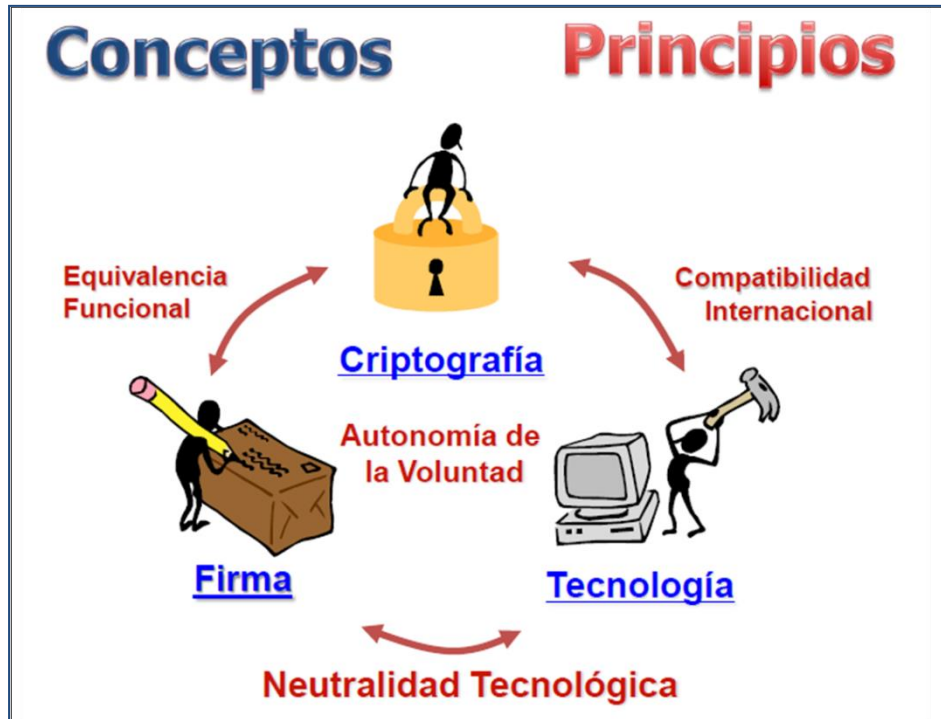 Conceptos
Principios
Equivalencia
Funcional
Compatibilidad
Internacional
Criptografía
Autonomía de
la Voluntad
Firma
Tecnología
Neutralidad Tecnológica